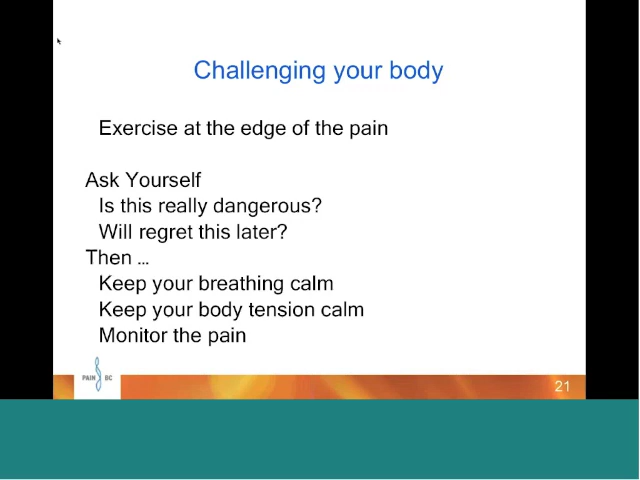 Challenging your body
Exercise at the edge of the pain
Ask Yourself
Is this really dangerous?
Will regret this later?
Then ...
Keep your breathing calm
Keep your body tension calm
Monitor the pain
PAIN BC
21